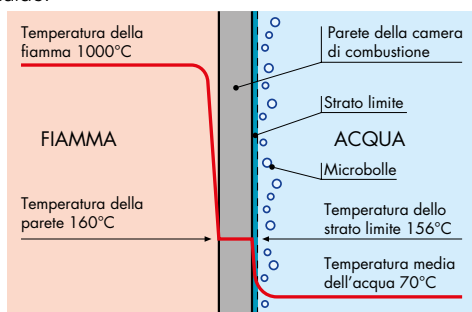 Temperatura della
fiamma 1000°C
Parete della camera
di combustione
Strato limite
FIAMMA
ACQUA
Microbolle
Temperatura della
parete 160°C
Temperatura dello
strato limite 156°C
Temperatura media
dell'acqua 70°C